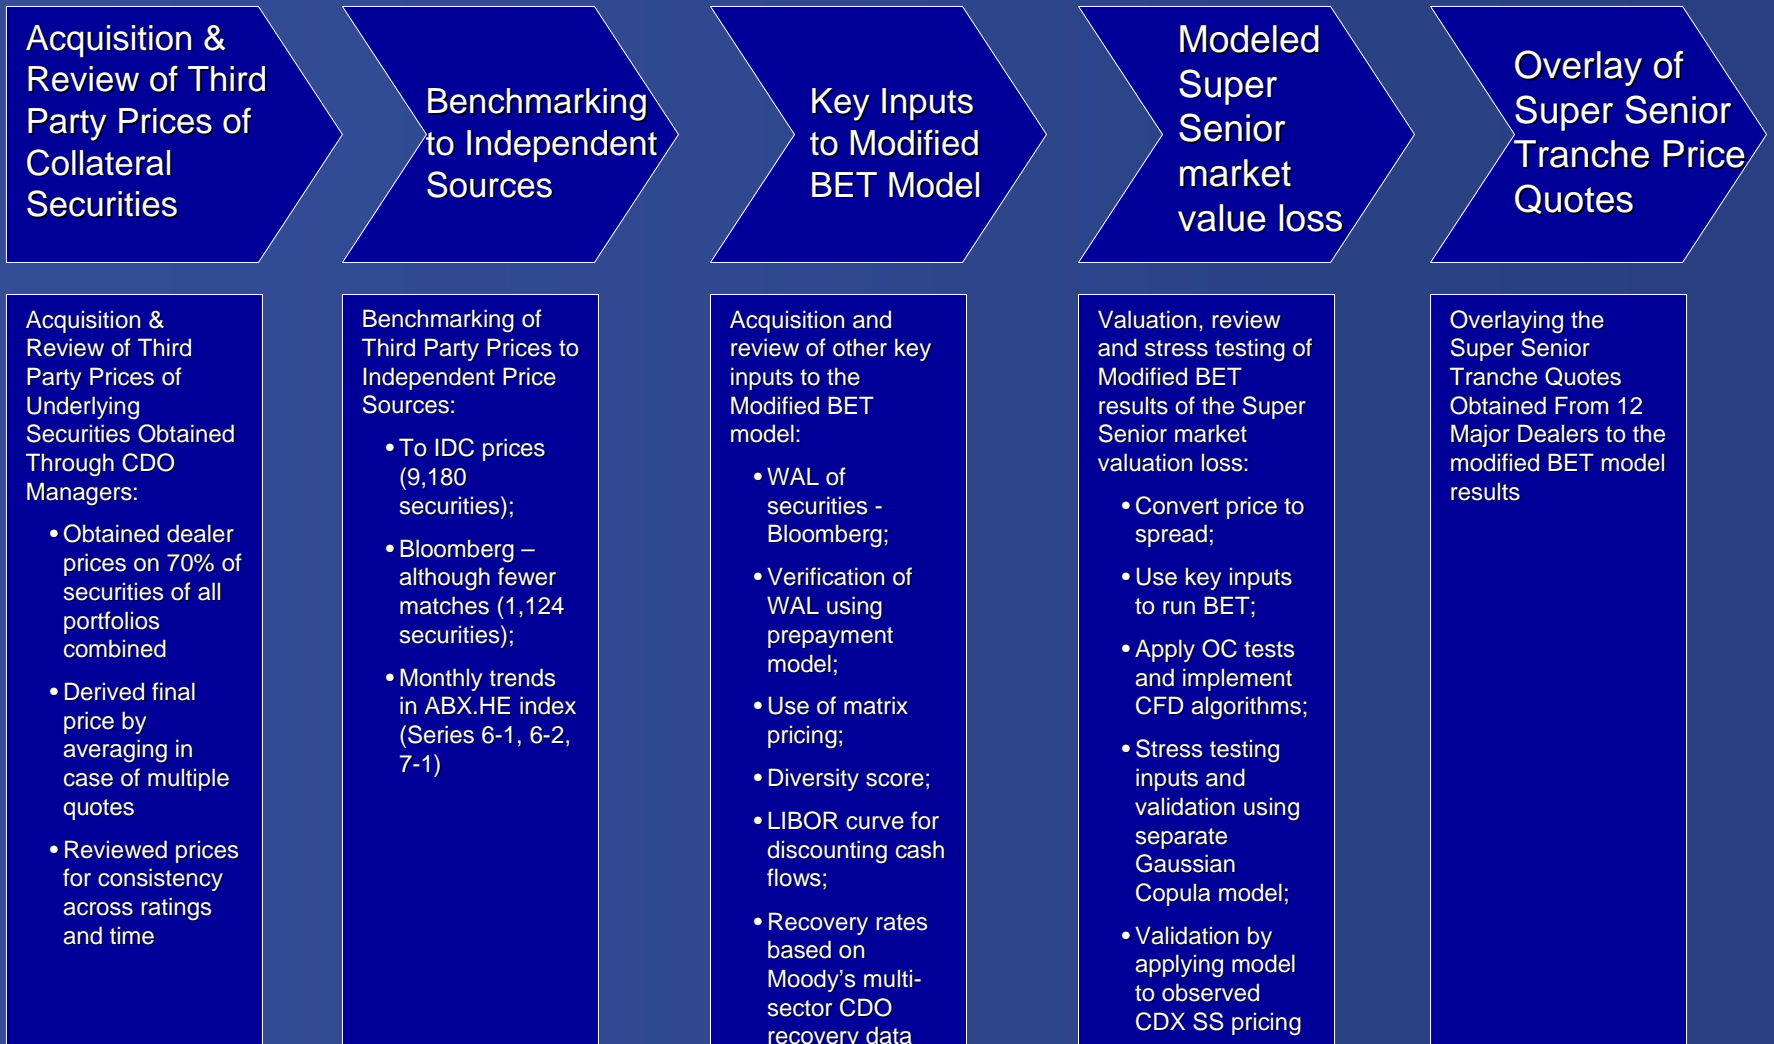 Acquisition &
Review of Third
Party Prices of
Collateral
Securities
Benchmarking
to Independent
Sources
Key Inputs
to Modified
BET Model
Modeled
Super
Senior
market
value loss
Overlay of
Super Senior
Tranche Price
Quotes
Acquisition &
Review of Third
Party Prices of
Underlying
Securities Obtained
Through CDO
Managers:
•Obtained dealer
prices on 70% of
securities of all
portfolios
combined
•Derived final
price by
averaging in
case of multiple
quotes
•Reviewed prices
for consistency
across ratings
and time
Benchmarking of
Third Party Prices to
Independent Price
Sources:
•To IDC prices
(9,180
securities);
•Bloomberg –
although fewer
matches (1,124
securities);
•Monthly trends
in ABX.HE index
(Series 6-1, 6-2,
7-1)
Acquisition and
review of other key
inputs to the
Modified BET
model:
•WAL of
securities -
Bloomberg;
•Verification of
WAL using
prepayment
model;
•Use of matrix
pricing;
•Diversity score;
•LIBOR curve for
discounting cash
flows;
•Recovery rates
based on
Moody's multi-
sector CDO
recovery data
Valuation, review
and stress testing of
Modified BET
results of the Super
Senior market
valuation loss:
•Convert price to
spread;
•Use key inputs
to run BET;
•Apply OC tests
and implement
CFD algorithms;
•Stress testing
inputs and
validation using
separate
Gaussian
Copula model;
•Validation by
applying model
to observed
CDX SS pricing
Overlaying the
Super Senior
Tranche Quotes
Obtained From 12
Major Dealers to the
modified BET model
results